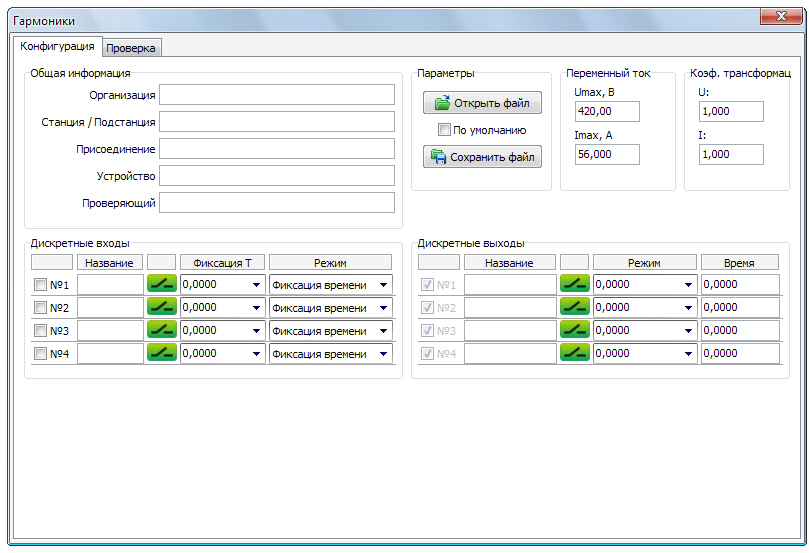 Гармоники
Конфигурация Проверка
Общая информация
Организация
Станция / Подстанция
Присоединение
Устройство
Проверяющий
Параметры
Открыть файл
По умолчанию
Сохранить файл
Переменный ток
Umax, В
420,00
Imax, А
56,000
Коэф. трансформац
U:
1,000
I:
1,000
Дискретные входы
Название Фиксация Т Режим
№1 0,0000 Фиксация времени
№2 0,0000 Фиксация времени
№3 0,0000 Фиксация времени
№4 0,0000 Фиксация времени
Дискретные выходы
Название Режим Время
№1 0,0000 0,0000
№2 0,0000 0,0000
№3 0,0000 0,0000
№4 0,0000 0,0000